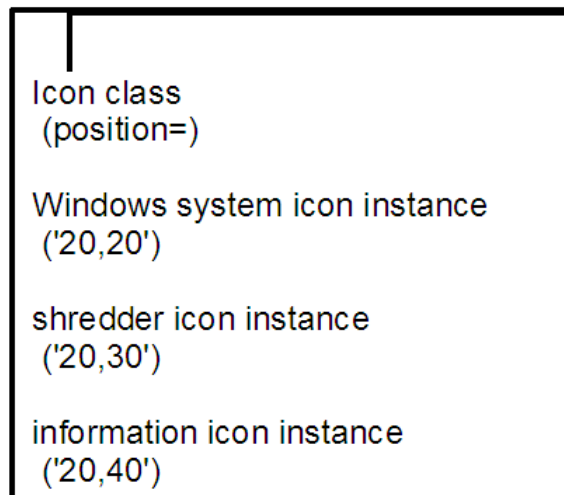 Icon class
(position=)
Windows system icon instance
('20,20')
shredder icon instance
('20,30')
information icon instance
('20,40')